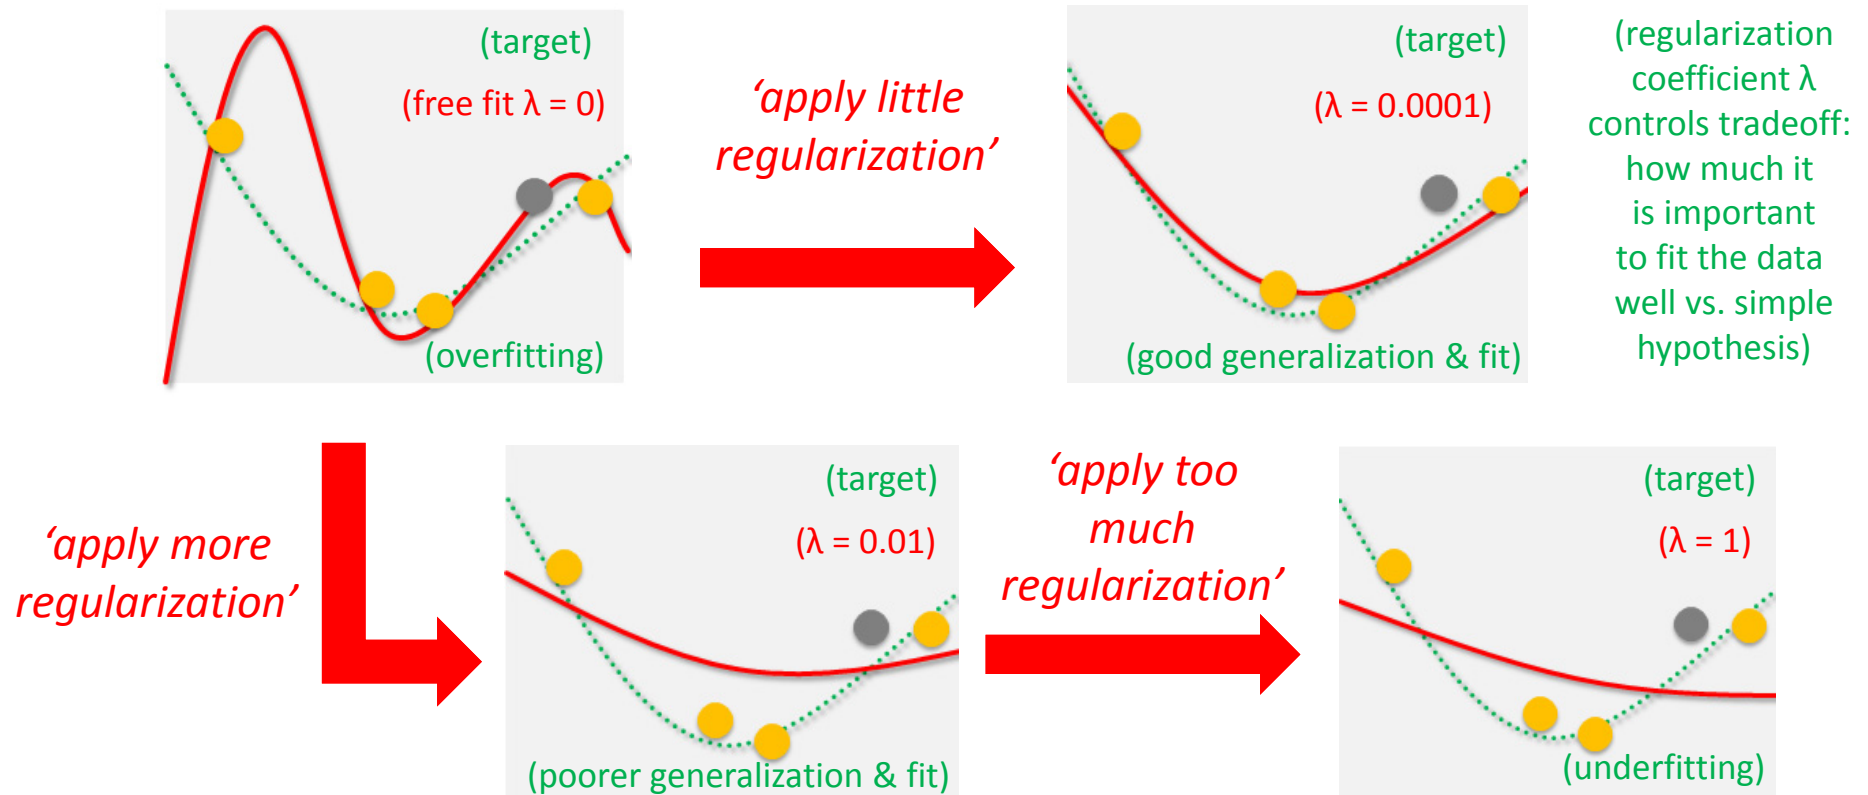 (target)
(free fit λ = 0)
(overfitting)
‘apply little
regularization’
(target)
(λ = 0.0001)
(good generalization & fit)
(regularization
coefficient λ
controls tradeoff:
how much it
is important
to fit the data
well vs. simple
hypothesis)
‘apply more
regularization’
(target)
(λ = 0.01)
(poorer generalization & fit)
‘apply too
much
regularization’
(target)
(λ = 1)
(underfitting)